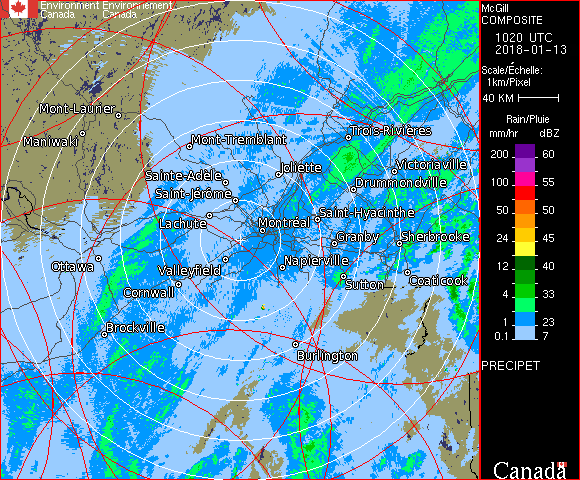 Environment Environnement
Canada Canada
McGill
COMPOSITE
1020 UTC
2018-01-13
Scale/Échelle:
1km/Pixel
40 KM
Rain/Pluie
mm/hr dBZ
200 60
100 55
50 50
24 45
12 40
8 33
4 28
1 23
0.1 7
PRECIPET
Canada
Mont-Laurier
Maniwaki
Mont-Tremblant
Trois-Rivières
Sainte-Adele
Joliette
Victoriaville
Saint-Jérôme
Drummondville
Lachute
Montréal
Saint-Hyacinthe
Granby
Sherbrooke
Ottawa
Valleyfield
Napierville
Cornwall
Sutton
Coaticook
Brockville
Burlington